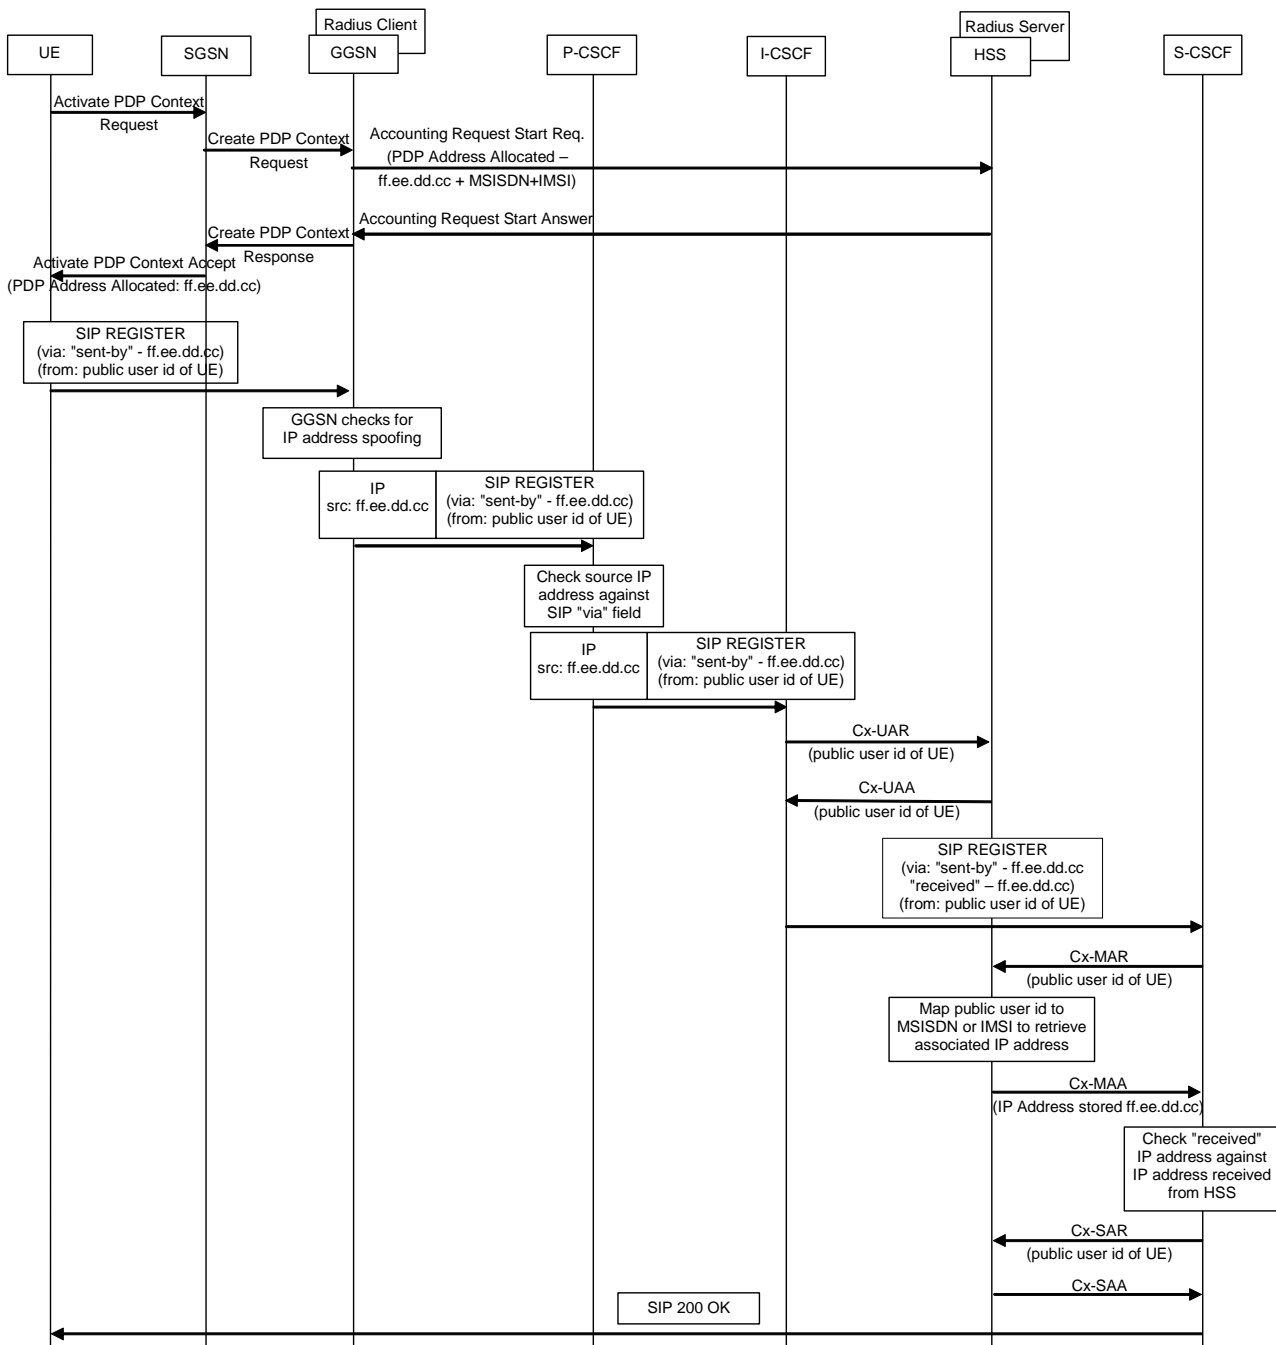 Radius Client
Radius Server
UE
SGSN
GGSN
P-CSCF
I-CSCF
HSS
S-CSCF
Activate PDP Context
Request
Create PDP Context
Request
Accounting Request Start Req.
(PDP Address Allocated –
ff.ee.dd.cc + MSISDN+IMSI)
Accounting Request Start Answer
Create PDP Context
Response
Activate PDP Context Accept
(PDP Address Allocated: ff.ee.dd.cc)
SIP REGISTER
(via: "sent-by" - ff.ee.dd.cc)
(from: public user id of UE)
GGSN checks for
IP address spoofing
IP
src: ff.ee.dd.cc
SIP REGISTER
(via: "sent-by" - ff.ee.dd.cc)
(from: public user id of UE)
Check source IP
address against
SIP "via" field
IP
src: ff.ee.dd.cc
SIP REGISTER
(via: "sent-by" - ff.ee.dd.cc)
(from: public user id of UE)
Cx-UAR
(public user id of UE)
Cx-UAA
(public user id of UE)
SIP REGISTER
(via: "sent-by" - ff.ee.dd.cc
"received" – ff.ee.dd.cc)
(from: public user id of UE)
Cx-MAR
(public user id of UE)
Map public user id to
MSISDN or IMSI to retrieve
associated IP address
Cx-MAA
(IP Address stored ff.ee.dd.cc)
Check "received"
IP address against
IP address received
from HSS
Cx-SAR
(public user id of UE)
Cx-SAA
SIP 200 OK